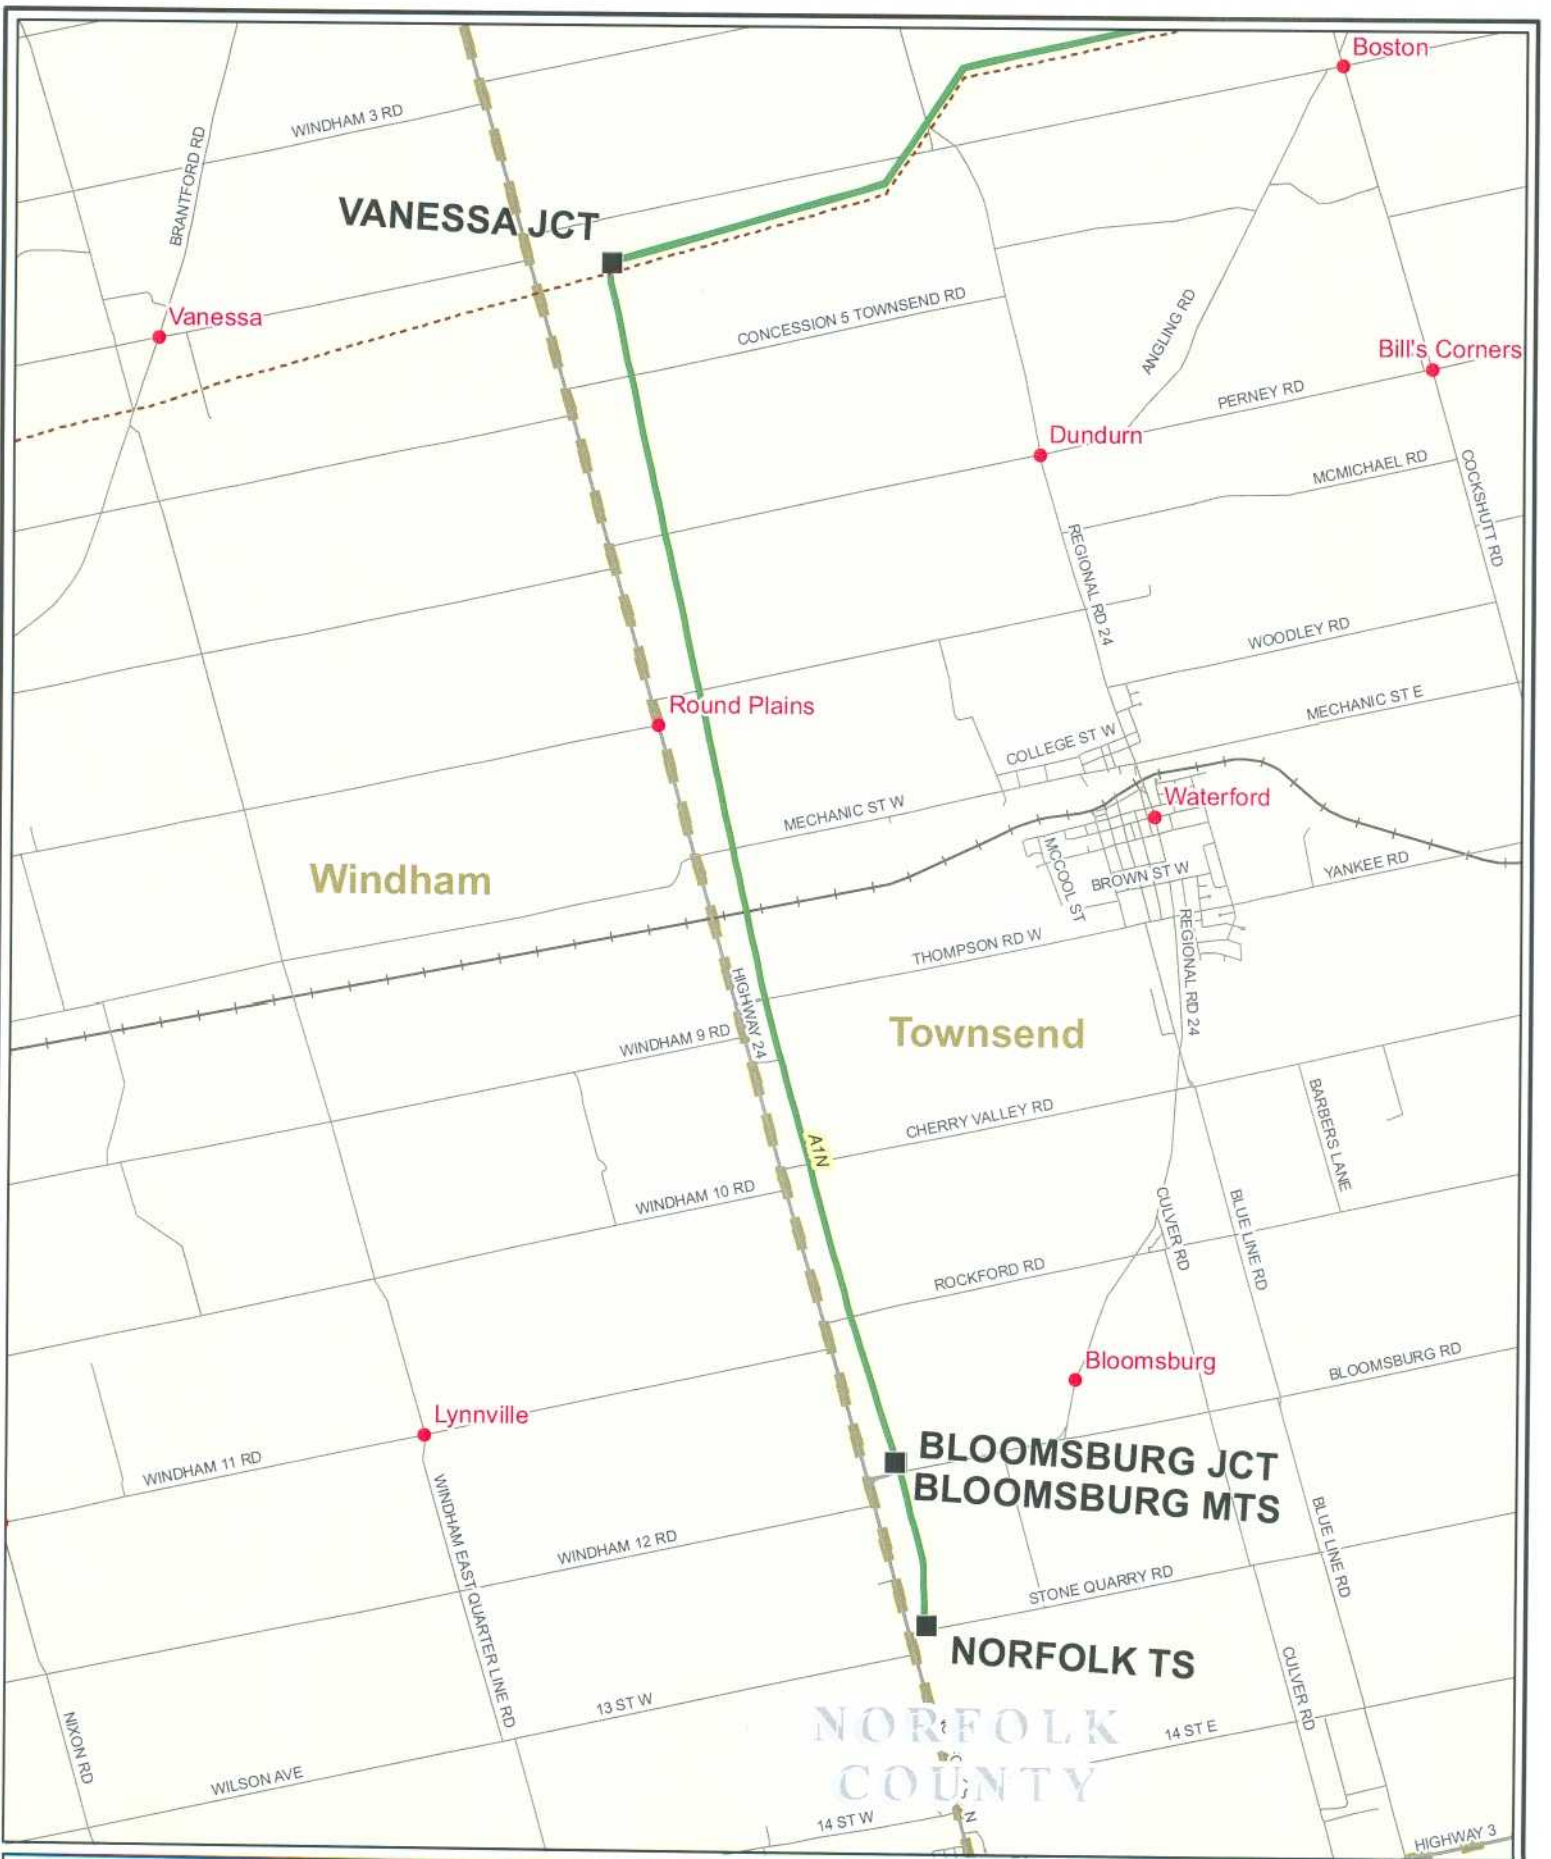 Boston
WINDHAM 3 RD
BRANTFORD RD
VANESSA JCT
Vanessa
CONCESSION 5 TOWNSEND RD
ANGLING RD
Bill's Corners
PERNEY RD
Dundurn
MCMICHAEL RD
COCKSHUTT RD
REGIONAL RD 24
WOODLEY RD
Round Plains
MECHANIC ST E
COLLEGE ST W
MECHANIC ST W
Waterford
Windham
MCCOOL ST
BROWN ST W
YANKEE RD
REGIONAL RD 24
THOMPSON RD W
HIGHWAY 24
Townsend
WINDHAM 9 RD
BARBERS LANE
CHERRY VALLEY RD
A1N
WINDHAM 10 RD
CULVER RD
BLUE LINE RD
ROCKFORD RD
Bloomsburg
BLOOMSBURG RD
Lynnville
BLOOMSBURG JCT
BLOOMSBURG MTS
WINDHAM 11 RD
WINDHAM EAST QUARTER LINE RD
BLUE LINE RD
WINDHAM 12 RD
STONE QUARRY RD
NORFOLK TS
CULVER RD
13 ST W
NIXON RD
NORFOLK
COUNTY
14 ST E
WILSON AVE
14 ST W
HIGHWAY 3